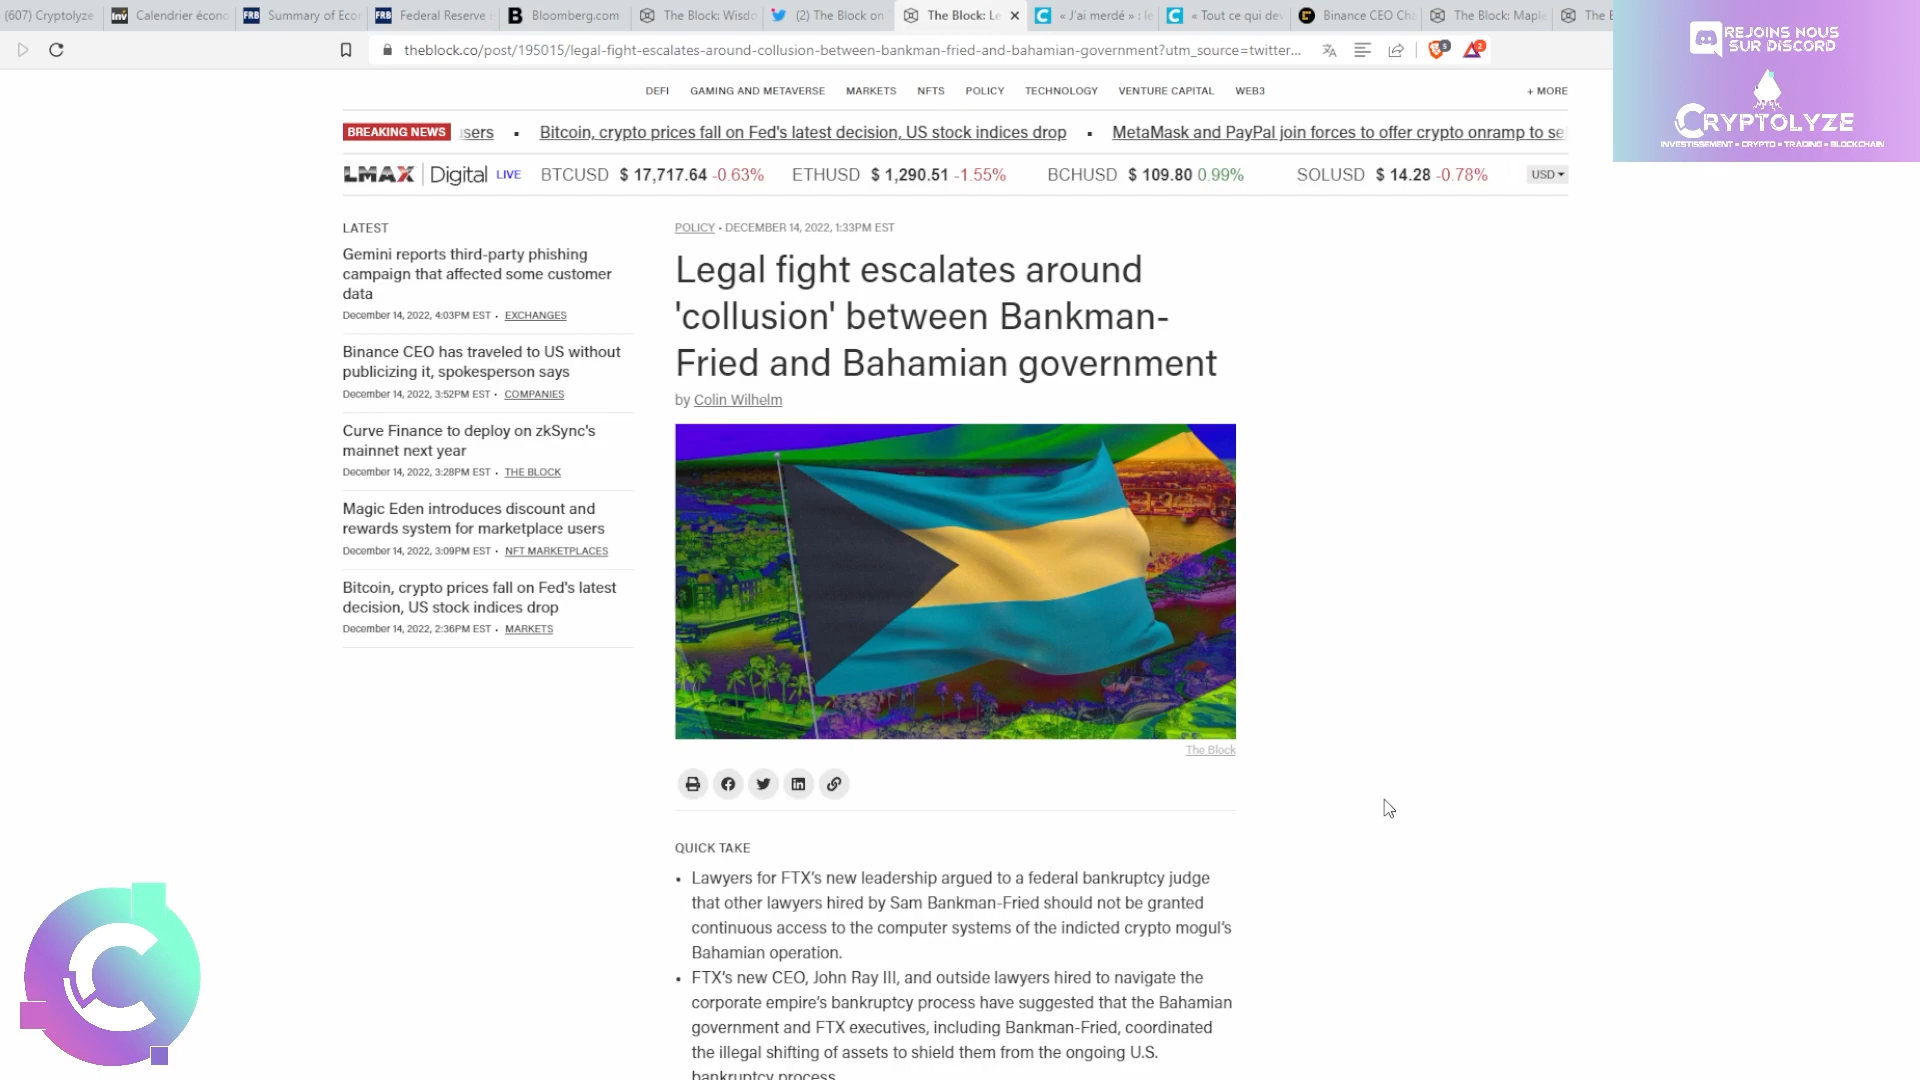 (607) Cryptolyze
Calendrier écono
Summary of Ecor
Federal Reserve
Bloomberg.com
The Block: Wisdo
(2) The Block on
The Block: Le
« J'ai merdé » : le
« Tout ce qui dev
Binance CEO Cha
The Block: Maple
The B
theblock.co/post/195015/legal-fight-escalates-around-collusion-between-bankman-fried-and-bahamian-government?utm_source=twitter...
5
2
REJOINS NOUS
SUR DISCORD
CRYPTOLYZE
INVESTISSEMENT • CRYPTO • TRADING • BLOCKCHAIN
DEFI GAMING AND METAVERSE MARKETS NFTS POLICY TECHNOLOGY VENTURE CAPITAL WEB3 + MORE
BREAKING NEWS sers ▪ Bitcoin, crypto prices fall on Fed's latest decision, US stock indices drop ▪ MetaMask and PayPal join forces to offer crypto onramp to se
LMAX Digital LIVE BTCUSD $ 17,717.64 -0.63% ETHUSD $ 1,290.51 -1.55% BCHUSD $ 109.80 0.99% SOLUSD $ 14.28 -0.78% USD
LATEST
Gemini reports third-party phishing
campaign that affected some customer
data
December 14, 2022, 4:03PM EST • EXCHANGES
Binance CEO has traveled to US without
publicizing it, spokesperson says
December 14, 2022, 3:52PM EST • COMPANIES
Curve Finance to deploy on zkSync's
mainnet next year
December 14, 2022, 3:28PM EST • THE BLOCK
Magic Eden introduces discount and
rewards system for marketplace users
December 14, 2022, 3:09PM EST • NFT MARKETPLACES
Bitcoin, crypto prices fall on Fed's latest
decision, US stock indices drop
December 14, 2022, 2:36PM EST • MARKETS
POLICY • DECEMBER 14, 2022, 1:33PM EST
Legal fight escalates around
'collusion' between Bankman-
Fried and Bahamian government
by Colin Wilhelm
The Block
QUICK TAKE
• Lawyers for FTX's new leadership argued to a federal bankruptcy judge
that other lawyers hired by Sam Bankman-Fried should not be granted
continuous access to the computer systems of the indicted crypto mogul's
Bahamian operation.
• FTX's new CEO, John Ray III, and outside lawyers hired to navigate the
corporate empire's bankruptcy process have suggested that the Bahamian
government and FTX executives, including Bankman-Fried, coordinated
the illegal shifting of assets to shield them from the ongoing U.S.
bankruptcy process.